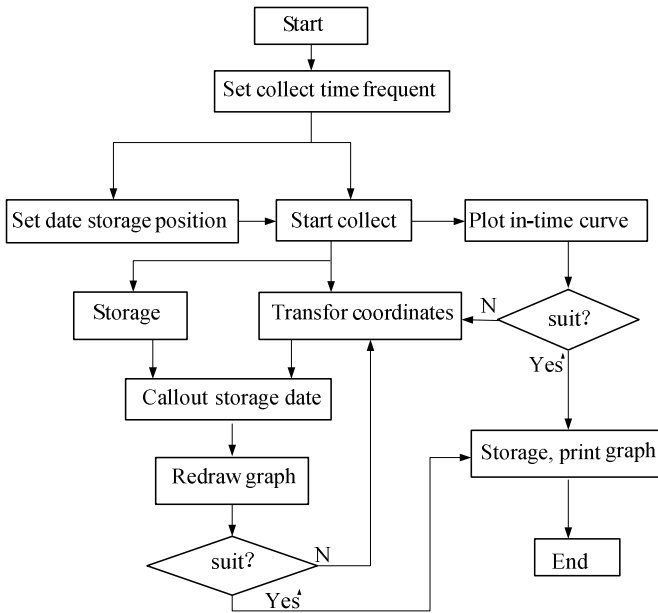 Start
Set collect time frequent
Set date storage position
Start collect
Plot in-time curve
Storage
Transfor coordinates
N
suit?
Yes
Callout storage date
Redraw graph
Storage, print graph
suit?
N
Yes
End